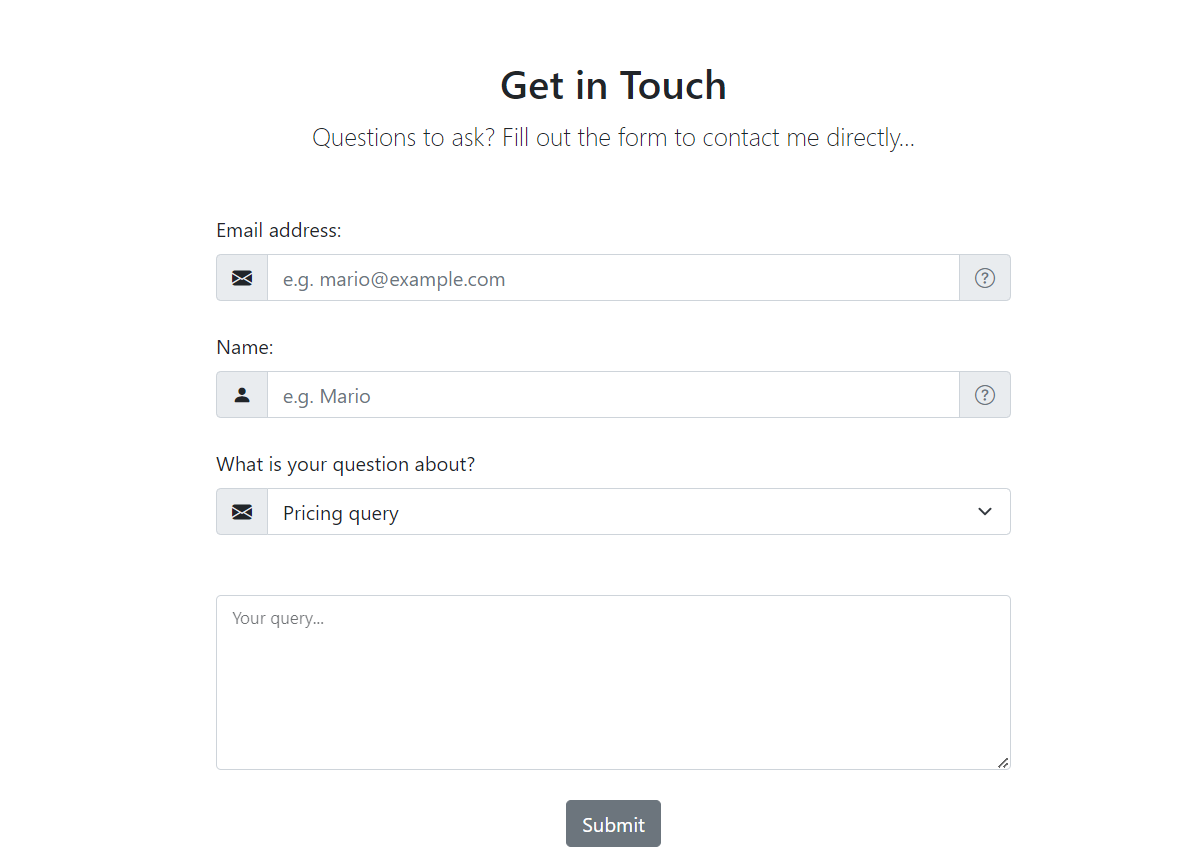 Get in Touch
Questions to ask? Fill out the form to contact me directly...
Email address:
e.g. mario@example.com
?
Name:
e.g. Mario
?
What is your question about?
Pricing query
Your query...
Submit